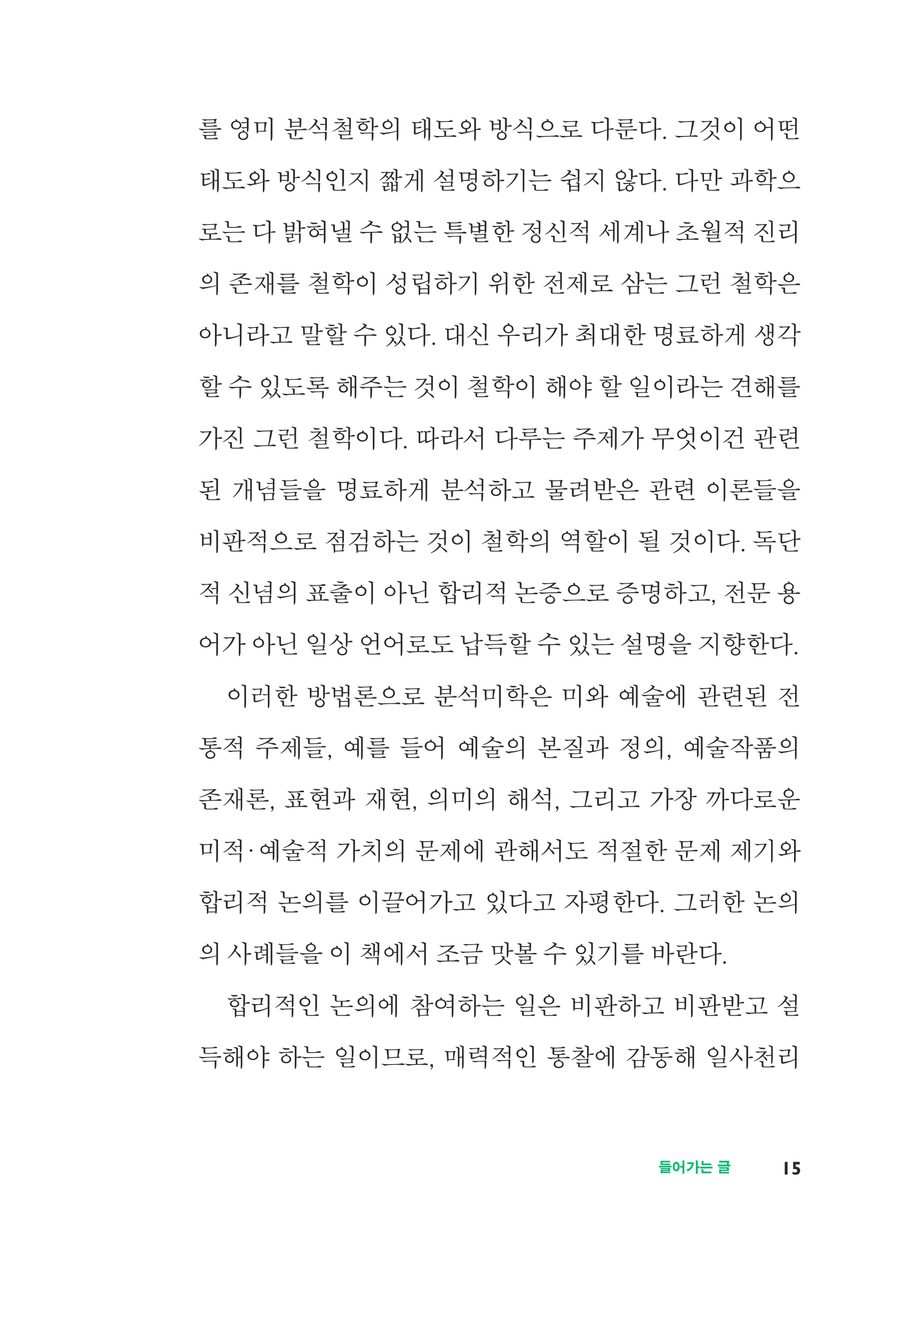 를 영미 분석철학의 태도와 방식으로 다룬다. 그것이 어떤
태도와 방식인지 짧게 설명하기는 쉽지 않다. 다만 과학으
로는 다 밝혀낼 수 없는 특별한 정신적 세계나 초월적 진리
의 존재를 철학이 성립하기 위한 전제로 삼는 그런 철학은
아니라고 말할 수 있다. 대신 우리가 최대한 명료하게 생각
할 수 있도록 해주는 것이 철학이 해야 할 일이라는 견해를
가진 그런 철학이다. 따라서 다루는 주제가 무엇이건 관련
된 개념들을 명료하게 분석하고 물려받은 관련 이론들을
비판적으로 점검하는 것이 철학의 역할이 될 것이다. 독단
적 신념의 표출이 아닌 합리적 논증으로 증명하고, 전문 용
어가 아닌 일상 언어로도 납득할 수 있는 설명을 지향한다.
이러한 방법론으로 분석미학은 미와 예술에 관련된 전
통적 주제들, 예를 들어 예술의 본질과 정의, 예술작품의
존재론, 표현과 재현, 의미의 해석, 그리고 가장 까다로운
미적·예술적 가치의 문제에 관해서도 적절한 문제 제기와
합리적 논의를 이끌어가고 있다고 자평한다. 그러한 논의
의 사례들을 이 책에서 조금 맛볼 수 있기를 바란다.
합리적인 논의에 참여하는 일은 비판하고 비판받고 설
득해야 하는 일이므로, 매력적인 통찰에 감동해 일사천리
들어가는 글 15